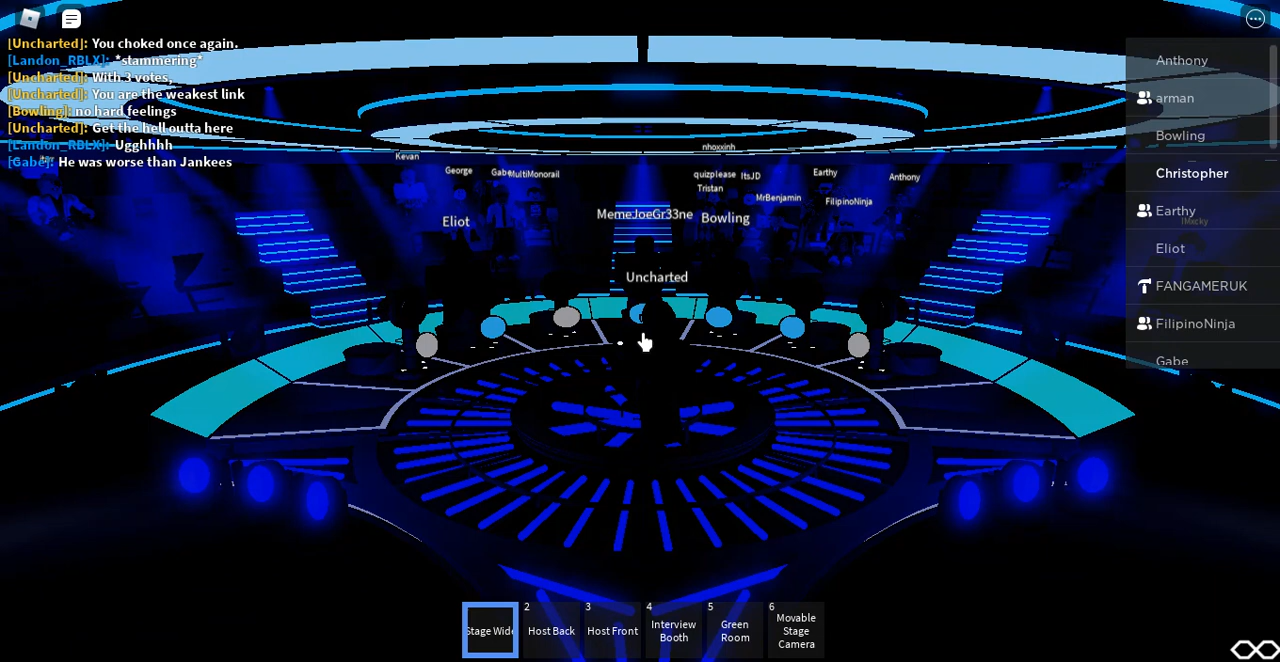 [Uncharted]: You choked once again.
[Landon_RBLX]: *stammering*
[Uncharted]: With 3 votes,
[Uncharted]: You are the weakest link
[Bowling]: no hard feelings
[Uncharted]: Get the hell outta here
[Landon_RBLX]: Ugghhhh
[Gabe]: He was worse than Jankees
Anthony
arman
Bowling
Christopher
Earthy
Eliot
FANGAMERUK
FilipinoNinja
Gabe
Kevan
George
Gabe
MultiMonorail
nhoxxinh
quizplease
ItsJD
Tristan
MrBenjamin
Earthy
FilipinoNinja
Anthony
Eliot
MemeJoeGr33ne
Bowling
Uncharted
Stage Wide
2
Host Back
3
Host Front
4
Interview
Booth
5
Green
Room
6
Movable
Stage
Camera